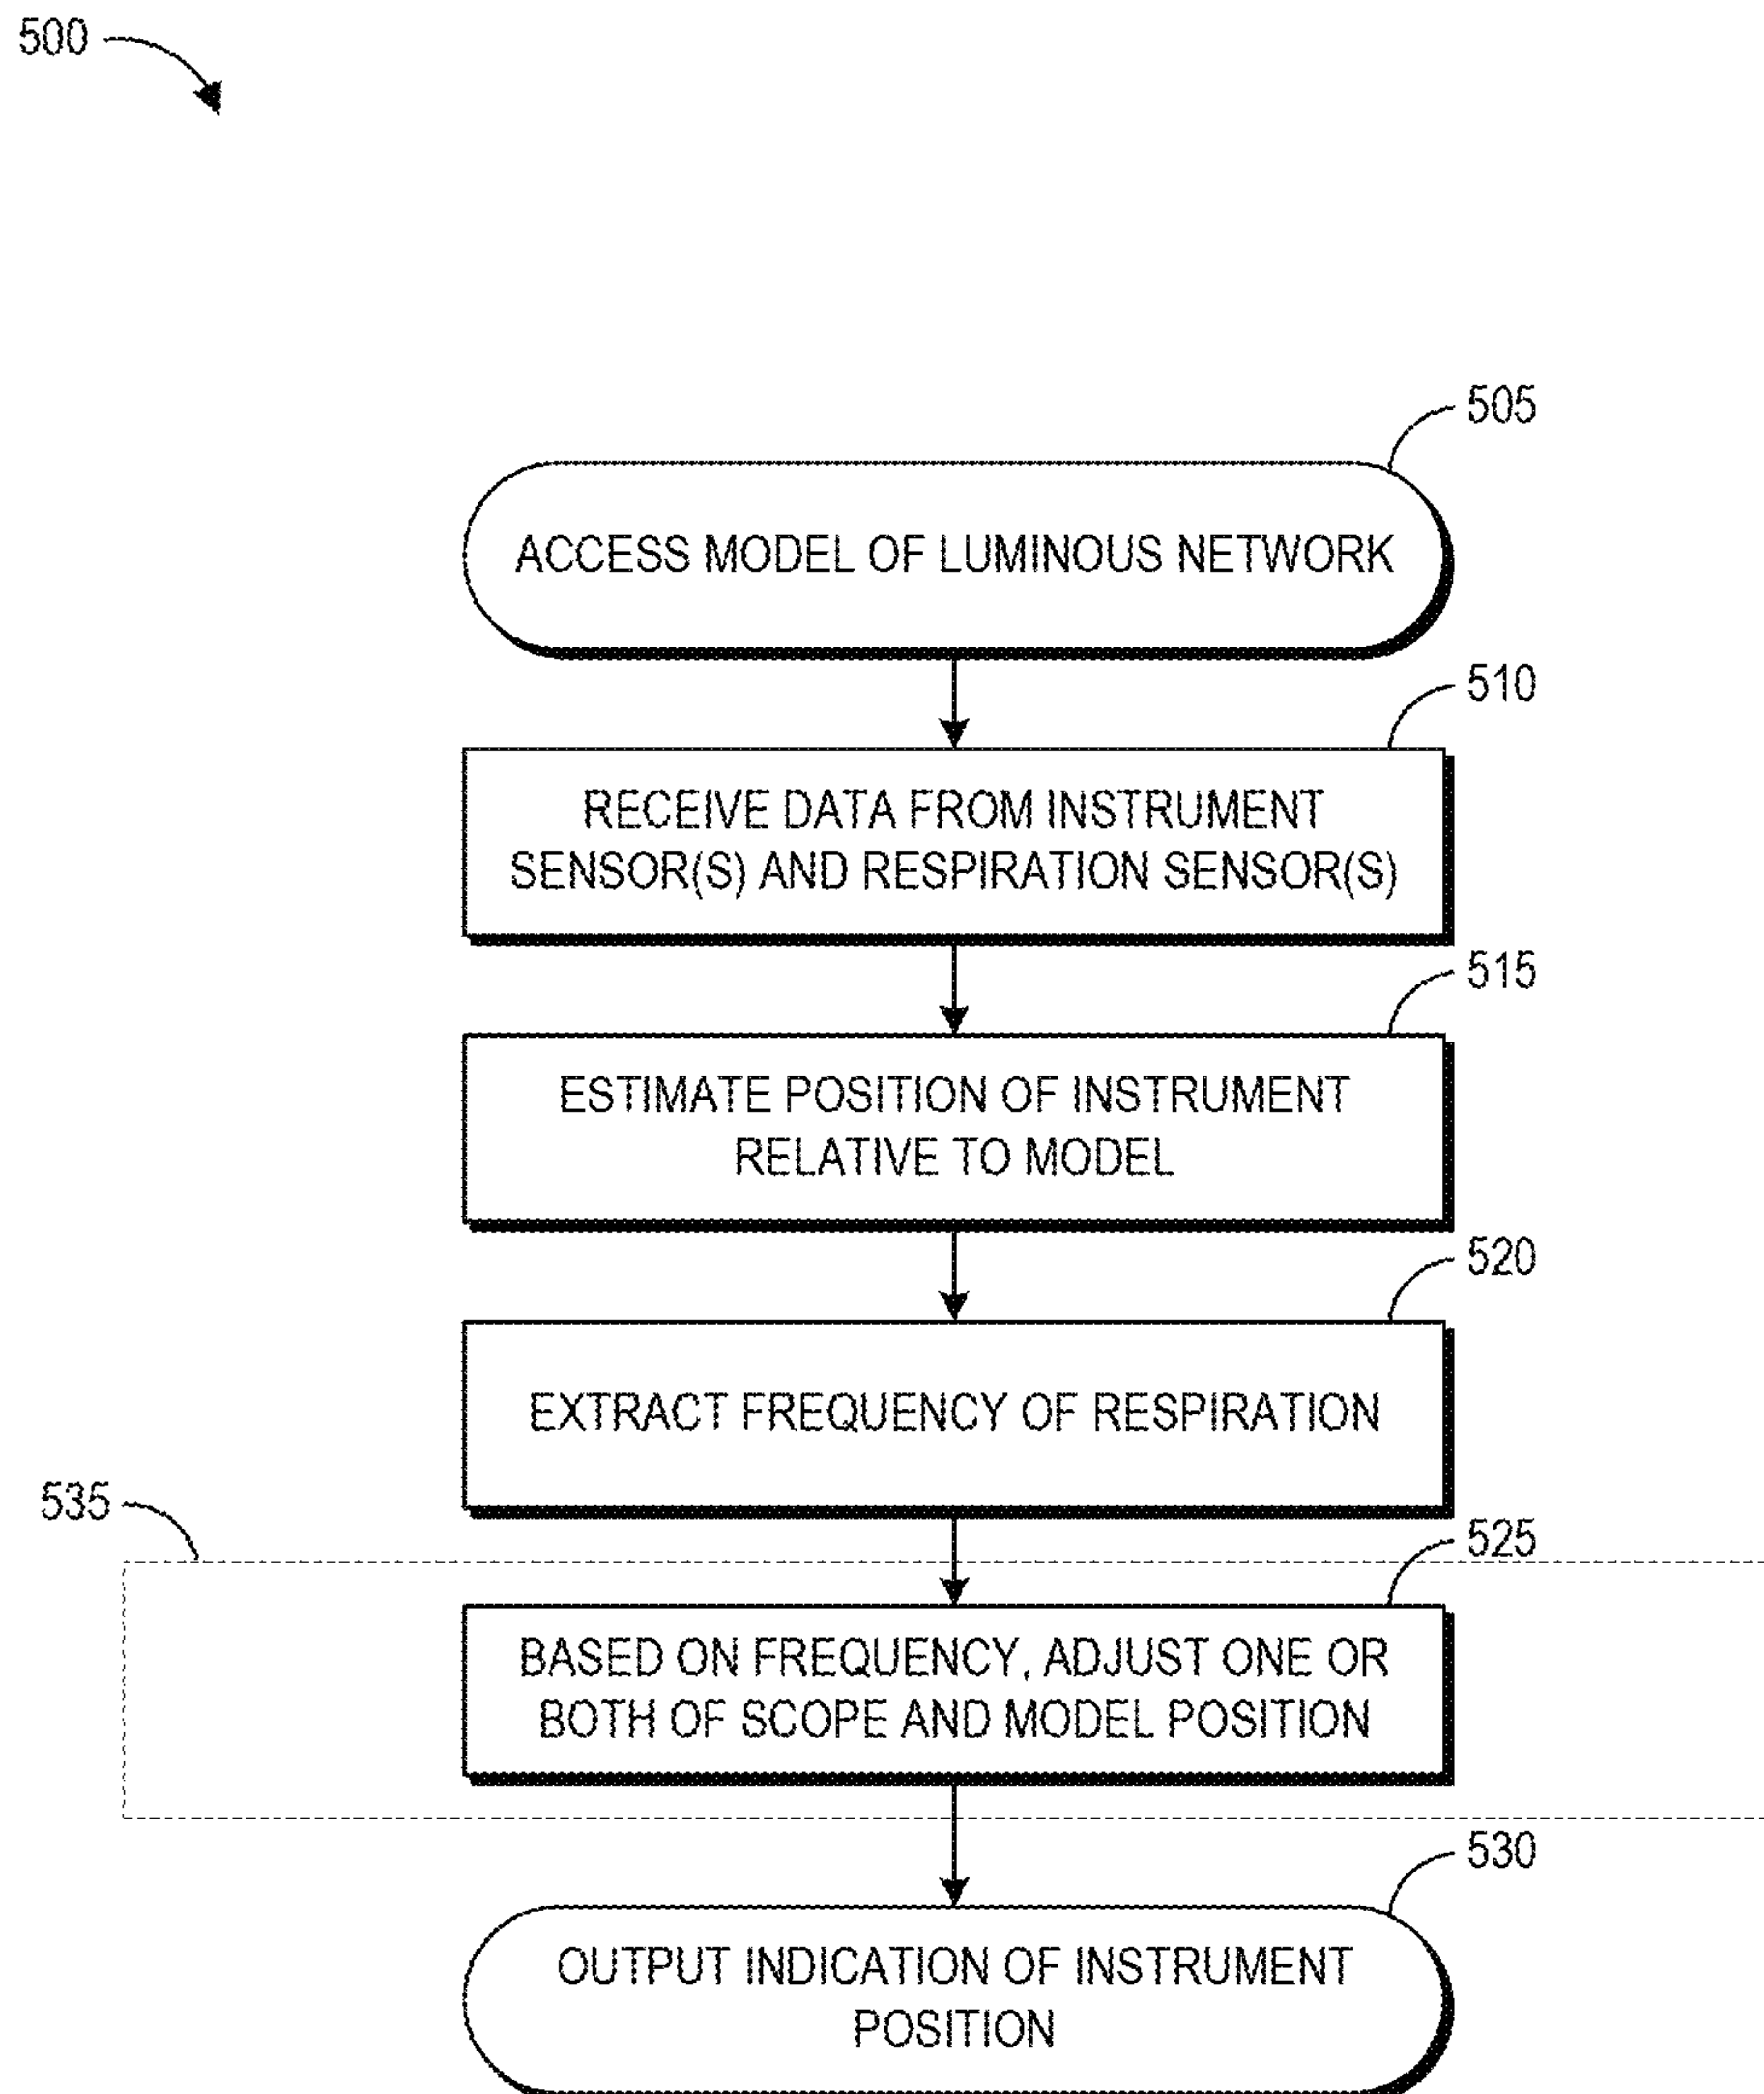 500
505
ACCESS MODEL OF LUMINOUS NETWORK
510
RECEIVE DATA FROM INSTRUMENT
SENSOR(S) AND RESPIRATION SENSOR(S)
515
ESTIMATE POSITION OF INSTRUMENT
RELATIVE TO MODEL
520
EXTRACT FREQUENCY OF RESPIRATION
535
525
BASED ON FREQUENCY, ADJUST ONE OR
BOTH OF SCOPE AND MODEL POSITION
530
OUTPUT INDICATION OF INSTRUMENT
POSITION